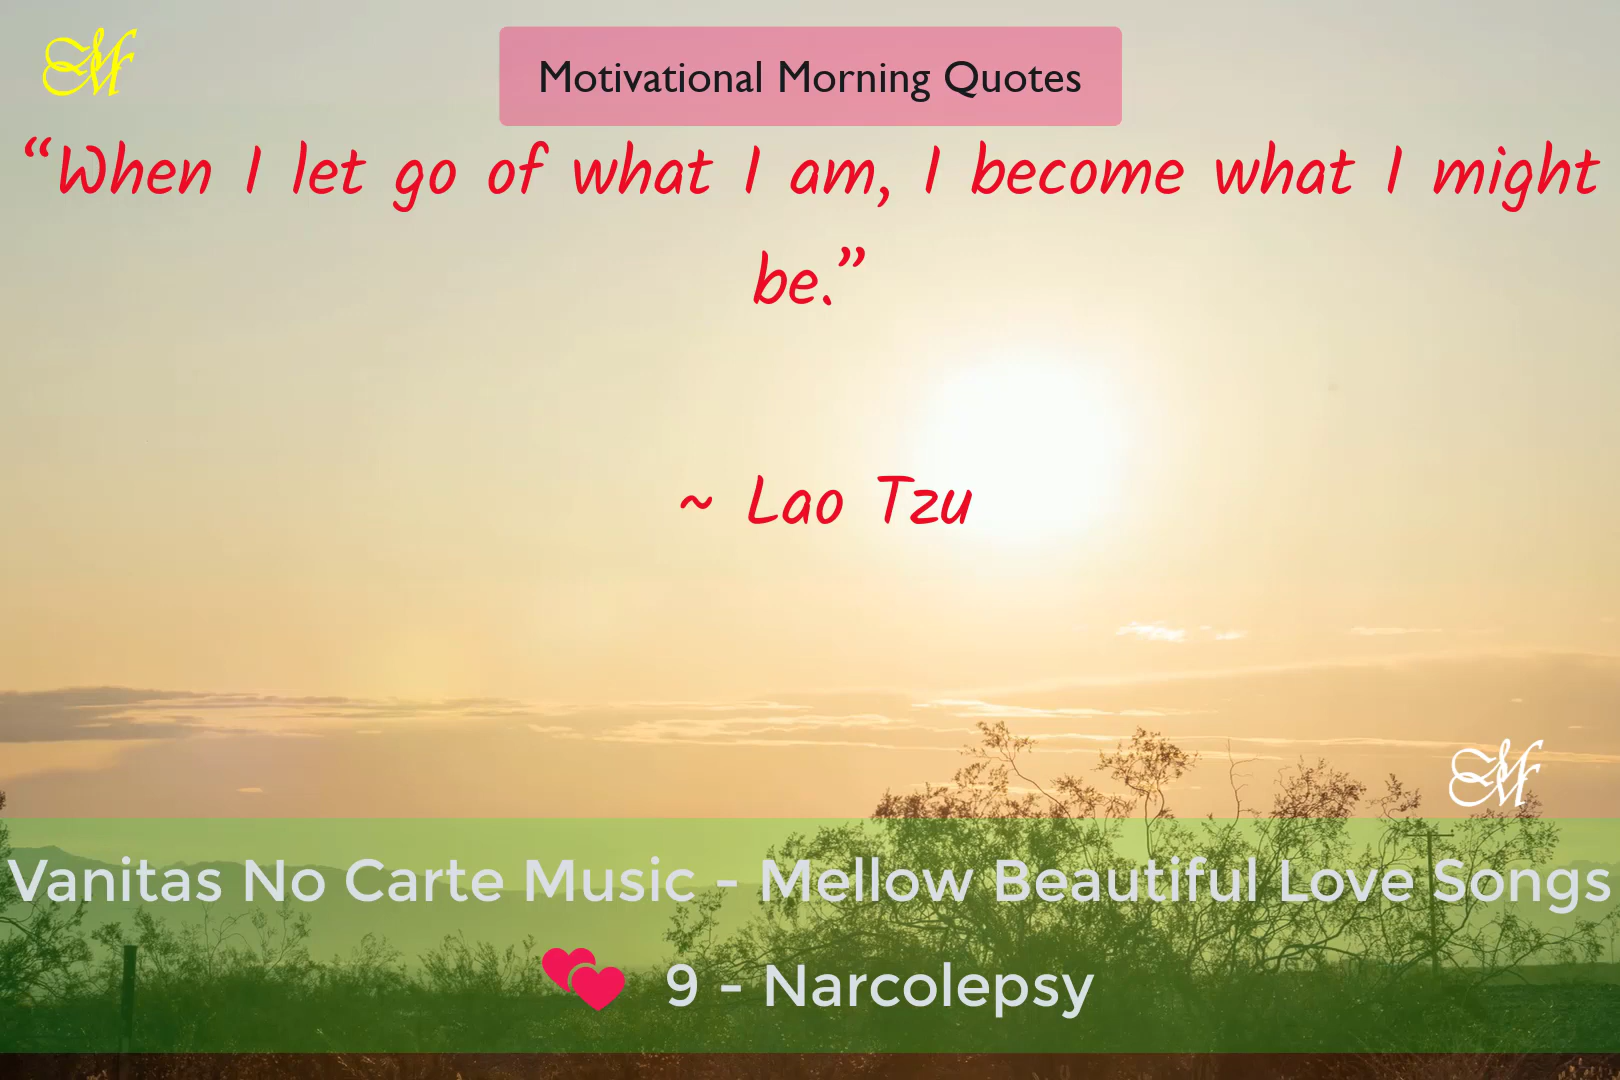 Motivational Morning Quotes
“When I let go of what I am, I become what I might
be.”
~ Lao Tzu
Vanitas No Carte Music - Mellow Beautiful Love Songs
9 - Narcolepsy